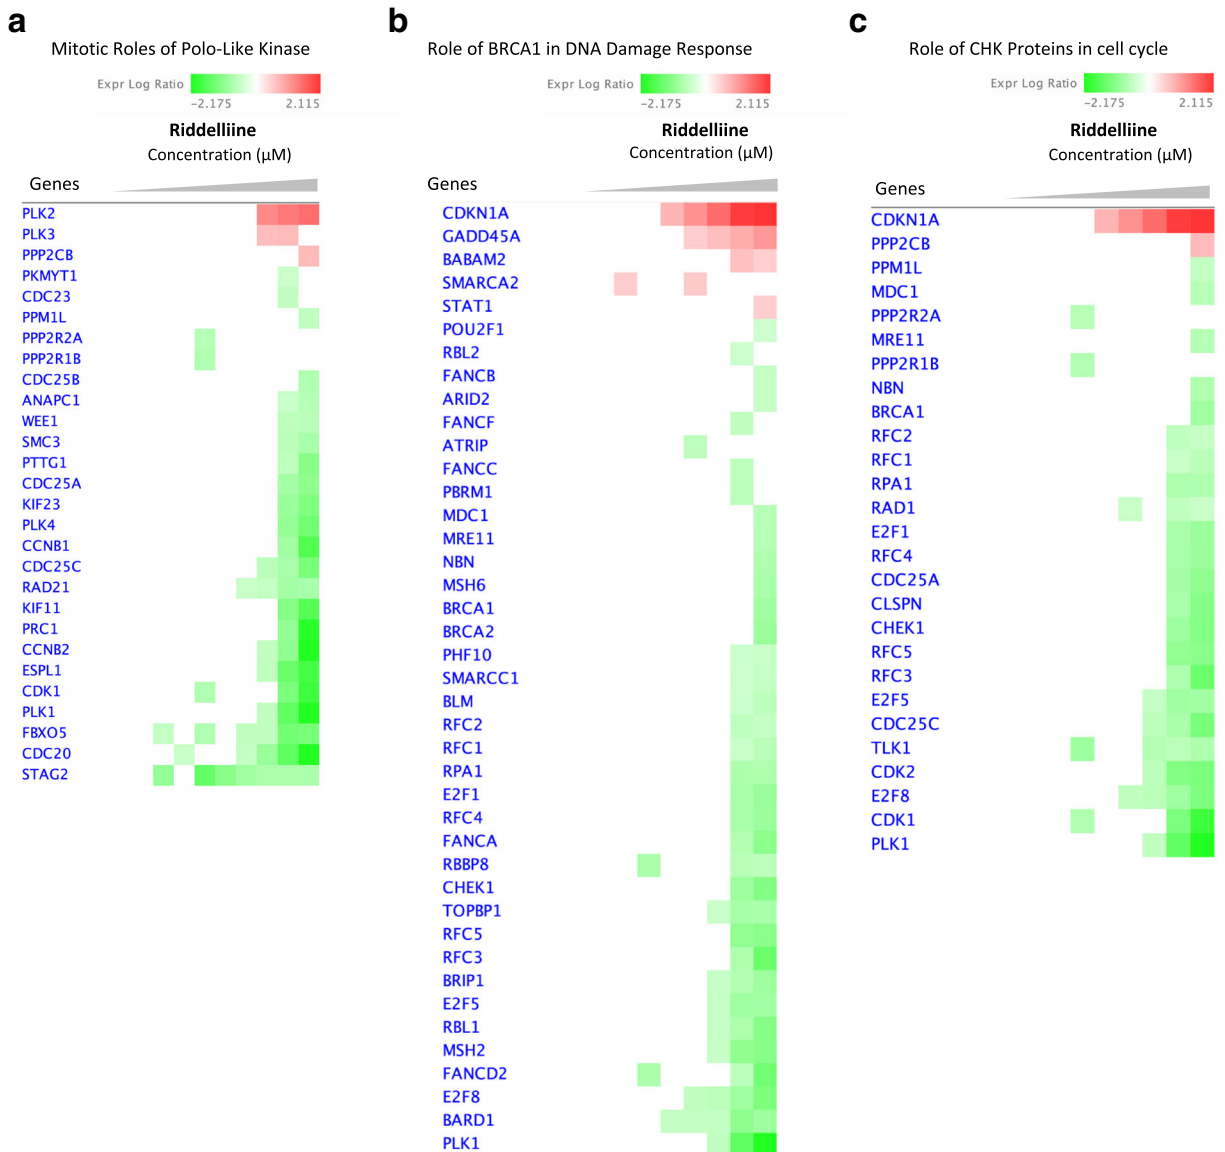 a
Mitotic Roles of Polo-Like Kinase
Expr Log Ratio
−2.175 2.115
Riddelliine
Concentration (μM)
Genes
PLK2
PLK3
PPP2CB
PKMYT1
CDC23
PPM1L
PPP2R2A
PPP2R1B
CDC25B
ANAPC1
WEE1
SMC3
PTTG1
CDC25A
KIF23
PLK4
CCNB1
CDC25C
RAD21
KIF11
PRC1
CCNB2
ESPL1
CDK1
PLK1
FBXO5
CDC20
STAG2
b
Role of BRCA1 in DNA Damage Response
Expr Log Ratio
−2.175 2.115
Riddelliine
Concentration (μM)
Genes
CDKN1A
GADD45A
BABAM2
SMARCA2
STAT1
POU2F1
RBL2
FANCB
ARID2
FANCF
ATRIP
FANCC
PBRM1
MDC1
MRE11
NBN
MSH6
BRCA1
BRCA2
PHF10
SMARCC1
BLM
RFC2
RFC1
RPA1
E2F1
RFC4
FANCA
RBBP8
CHEK1
TOPBP1
RFC5
RFC3
BRIP1
E2F5
RBL1
MSH2
FANCD2
E2F8
BARD1
PLK1
c
Role of CHK Proteins in cell cycle
Expr Log Ratio
−2.175 2.115
Riddelliine
Concentration (μM)
Genes
CDKN1A
PPP2CB
PPM1L
MDC1
PPP2R2A
MRE11
PPP2R1B
NBN
BRCA1
RFC2
RFC1
RPA1
RAD1
E2F1
RFC4
CDC25A
CLSPN
CHEK1
RFC5
RFC3
E2F5
CDC25C
TLK1
CDK2
E2F8
CDK1
PLK1